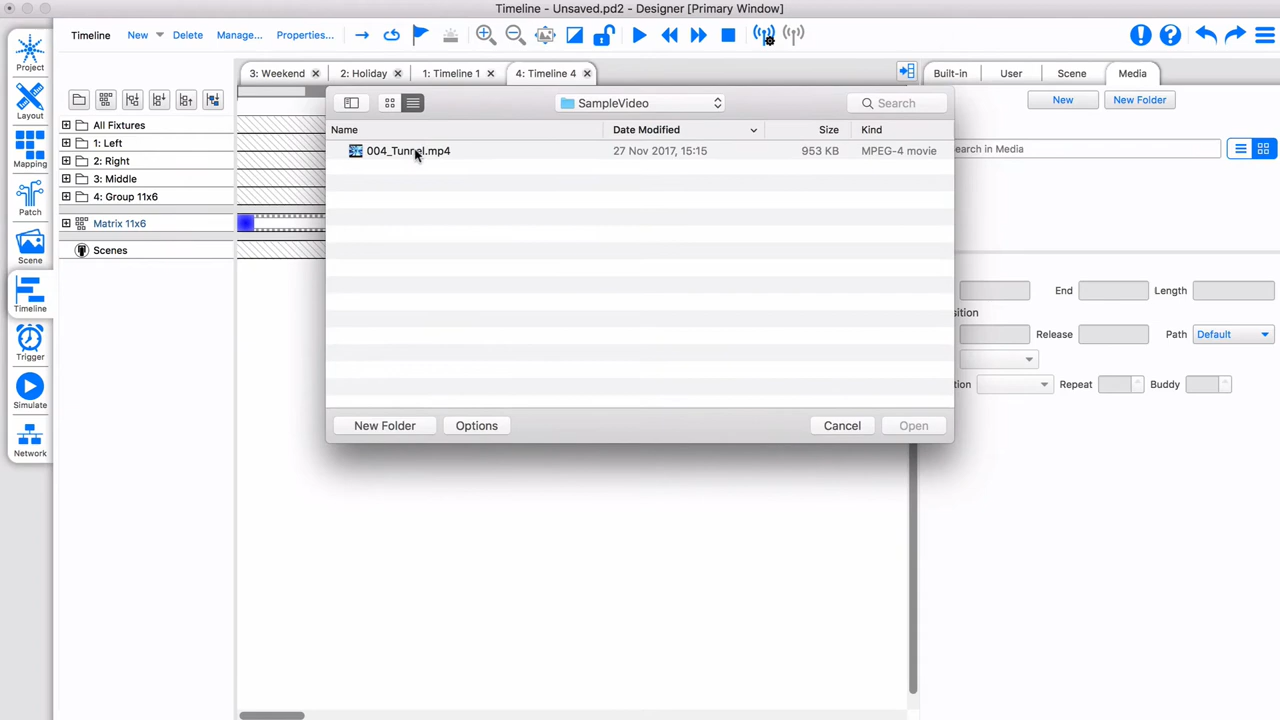 Timeline - Unsaved.pd2 - Designer [Primary Window]
Timeline New Delete Manage... Properties...
Project
Layout
Mapping
Patch
Scene
Timeline
Trigger
Simulate
Network
3: Weekend 2: Holiday 1: Timeline 1 4: Timeline 4
Built-in User Scene Media
New New Folder
earch in Media
All Fixtures
1: Left
2: Right
3: Middle
4: Group 11x6
Matrix 11x6
Scenes
SampleVideo
Search
Name Date Modified Size Kind
004_Tunnel.mp4 27 Nov 2017, 15:15 953 KB MPEG-4 movie
New Folder Options Cancel Open
End Length
sition
Release Path Default
tion Repeat Buddy